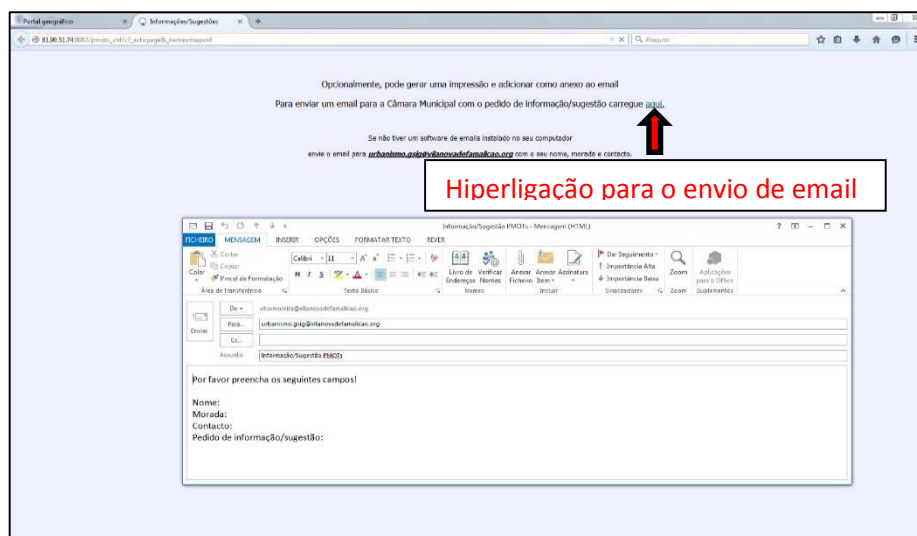 Portal geográfico
Informações/Sugestões
Procurar
Opcionalmente, pode gerar uma impressão e adicionar como anexo ao email
Para enviar um email para a Câmara Municipal com o pedido de informação/sugestão carregue aqui.
Se não tiver um software de emails instalado no seu computador
envie o email para urbanismo.gsig@vilanovadefamalicao.org com o seu nome, morada e contacto.
Hiperligação para o envio de email
Informação/Sugestão PMOTs - Mensagem (HTML)
FICHEIRO MENSAGEM INSERIR OPÇÕES FORMATAR TEXTO REVER
Colar
Cortar
Copiar
Pincel de Formatação
Área de Transferência
Calibri 11
N I S
Texto Básico
Livro de Endereços
Verificar Nomes
Nomes
Anexar Ficheiro
Anexar Item
Assinatura
Incluir
Dar Seguimento
Importância Alta
Importância Baixa
Sinalizadores
Zoom
Zoom
Aplicações para o Office
Suplementos
Enviar
De
vitormoreira@vilanovadefamalicao.org
Para...
urbanismo.gsig@vilanovadefamalicao.org
Cc...
Assunto
Informação/Sugestão PMOTs
Por favor preencha os seguintes campos!
Nome:
Morada:
Contacto:
Pedido de informação/sugestão: